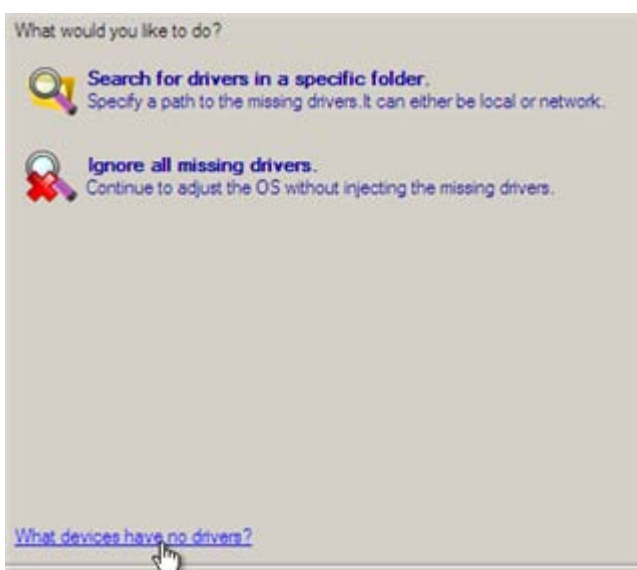 What would you like to do?
Search for drivers in a specific folder.
Specify a path to the missing drivers.It can either be local or network.
Ignore all missing drivers.
Continue to adjust the OS without injecting the missing drivers.
What devices have no drivers?